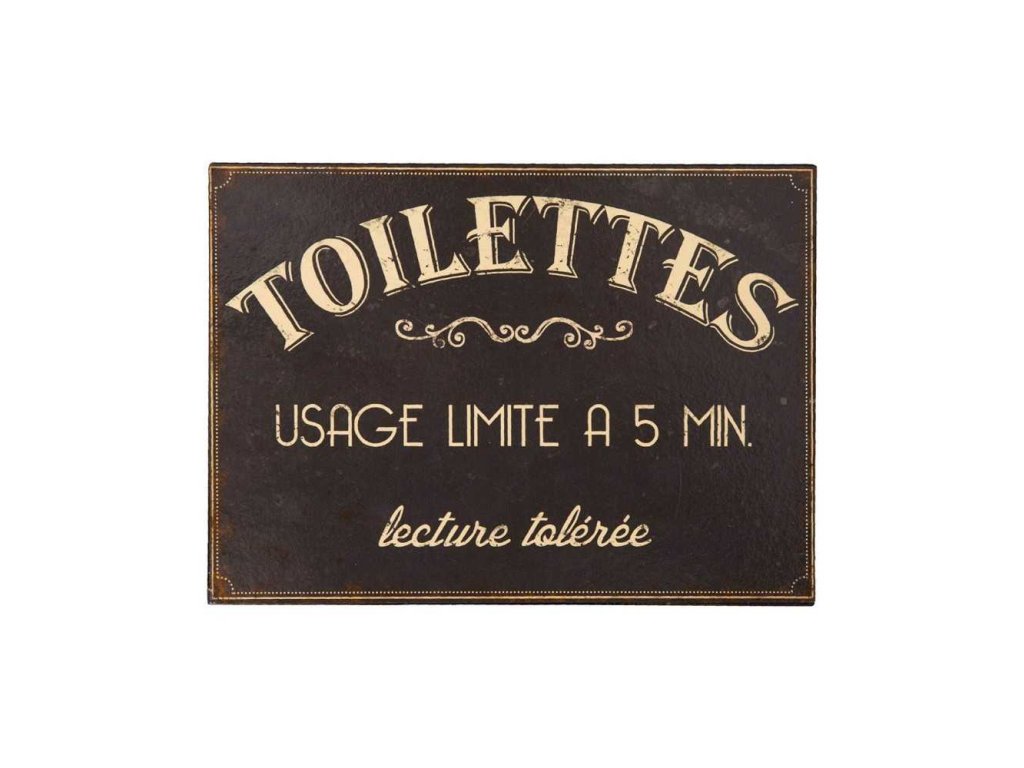 TOILETTES
USAGE LIMITE A 5 MIN.
lecture tolérée